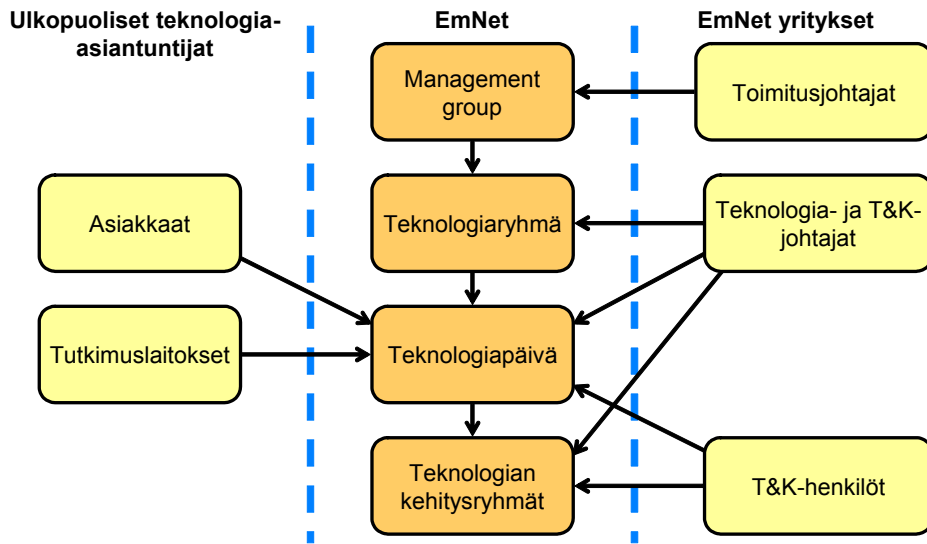 Ulkopuoliset teknologia-
asiantuntijat
EmNet
EmNet yritykset
Management
group
Toimitusjohtajat
Asiakkaat
Teknologiaryhmä
Teknologia- ja T&K-
johtajat
Tutkimuslaitokset
Teknologiapäivä
Teknologian
kehitysryhmät
T&K-henkilöt